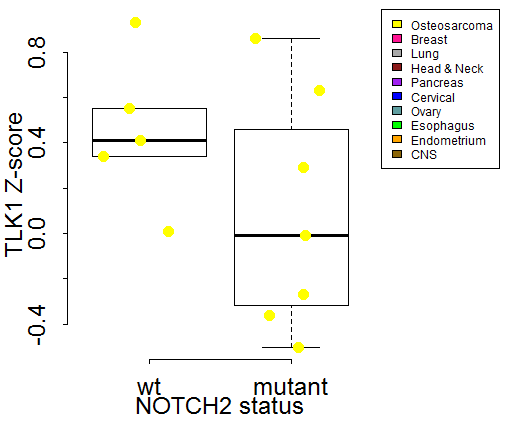 TLK1 Z-score
0.8
0.4
0.0
-0.4
wt mutant
NOTCH2 status
Osteosarcoma
Breast
Lung
Head & Neck
Pancreas
Cervical
Ovary
Esophagus
Endometrium
CNS